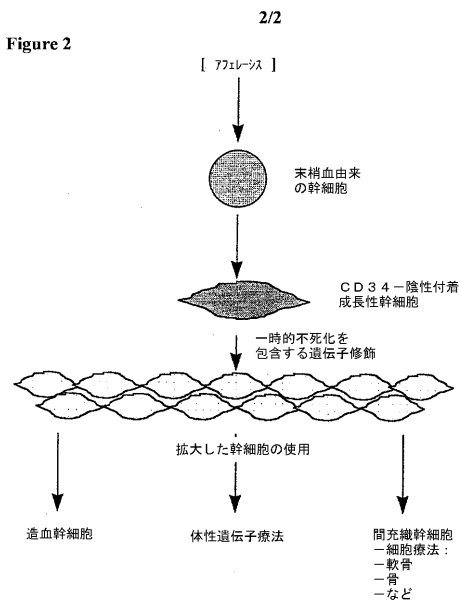 2/2
Figure 2
[ ｱﾌｪﾚｰｼｽ ]
末梢血由来
の幹細胞
ＣＤ３４－陰性付着
成長性幹細胞
一時的不死化を
包含する遺伝子修飾
拡大した幹細胞の使用
造血幹細胞
体性遺伝子療法
間充織幹細胞
－細胞療法：
－軟骨
－骨
－など